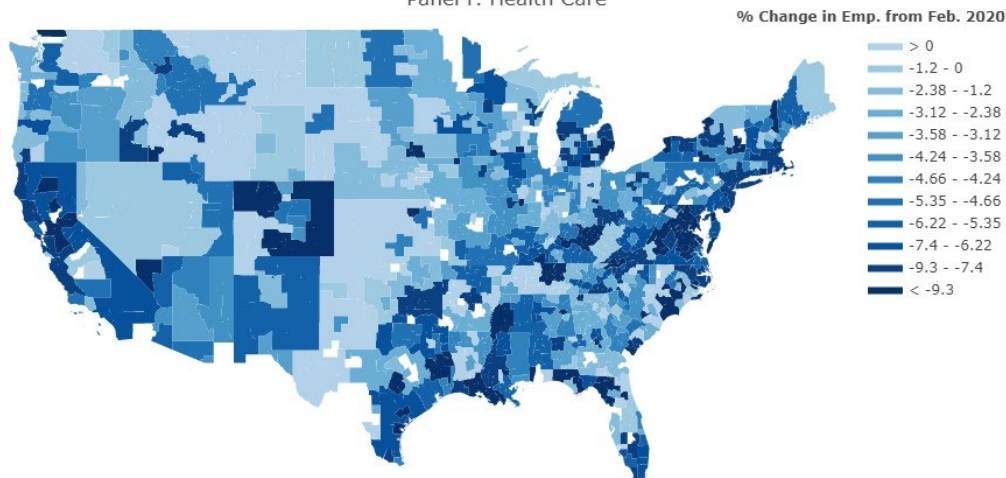 Panel F: Health Care
% Change in Emp. from Feb. 2020
> 0
-1.2 - 0
-2.38 - -1.2
-3.12 - -2.38
-3.58 - -3.12
-4.24 - -3.58
-4.66 - -4.24
-5.35 - -4.66
-6.22 - -5.35
-7.4 - -6.22
-9.3 - -7.4
< -9.3